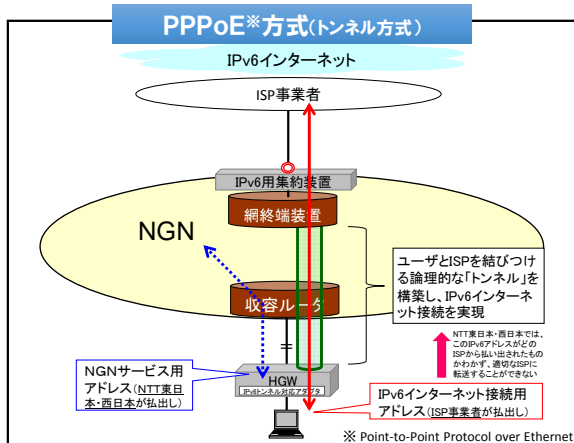 PPPoE※方式(トンネル方式)
IPv6インターネット
ISP事業者
IPv6用集約装置
網終端装置
NGN
収容ルータ
ユーザとISPを結びつけ
る論理的な「トンネル」を
構築し、IPv6インターネ
ット接続を実現
NTT東日本・西日本では、
このIPv6アドレスがどの
ISPから払い出されたもの
かわからず、適切なISPに
転送することができない
NGNサービス用
アドレス(NTT東日
本・西日本が払出し)
HGW
IPv6トンネル対応アダプタ
IPv6インターネット接続用
アドレス(ISP事業者が払出し)
※ Point-to-Point Protocol over Ethernet